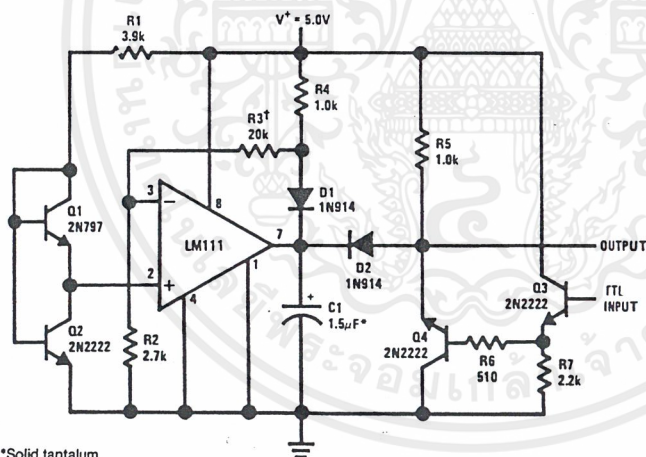 V+ = 5.0V
R1
3.9k
R4
1.0k
R3†
20k
R5
1.0k
3
8
D1
1N914
Q1
2N797
LM111
7
OUTPUT
2
1
D2
1N914
Q3
2N2222
TTL
INPUT
4
C1
1.5µF*
Q4
2N2222
Q2
2N2222
R2
2.7k
R6
510
R7
2.2k
*Solid tantalum